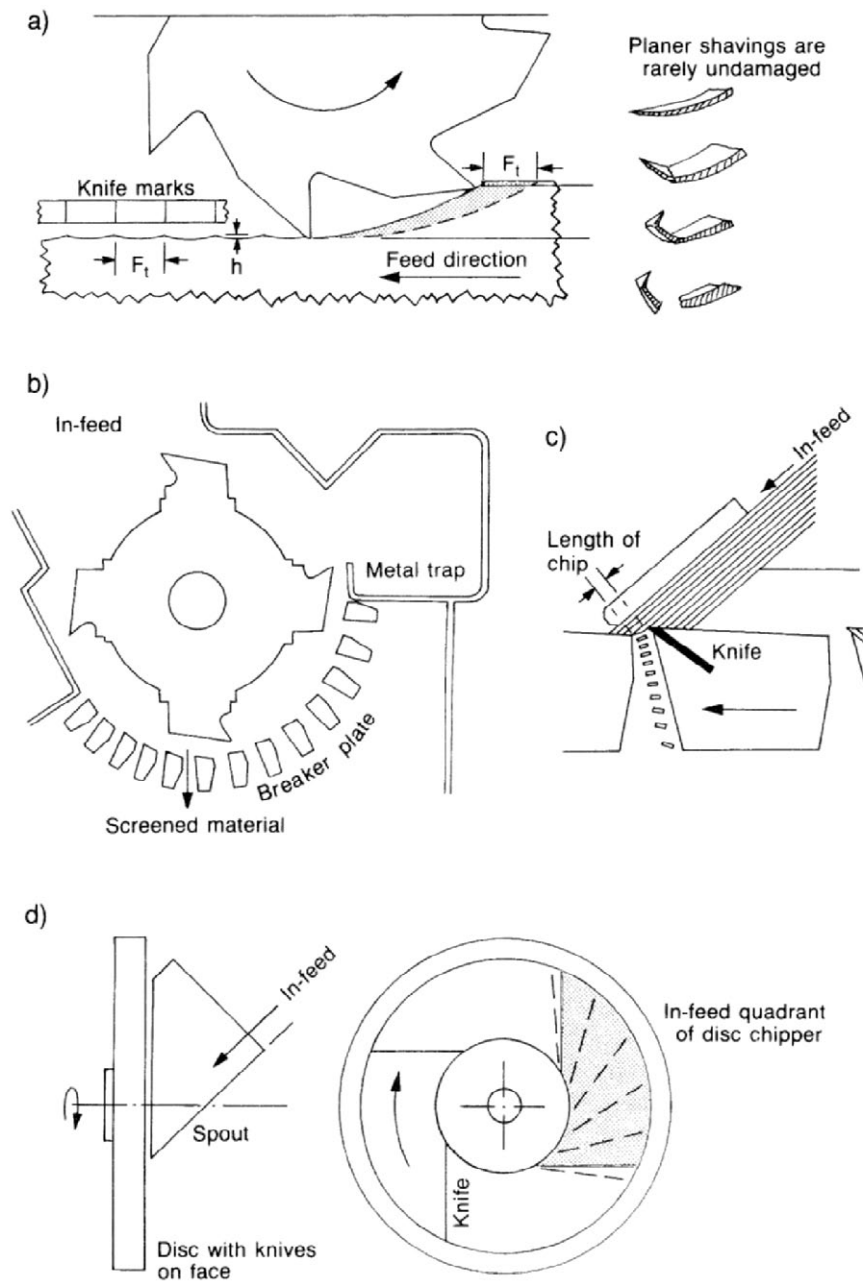 a)
Planer shavings are
rarely undamaged
Ft
Knife marks
Ft
h
Feed direction
b)
In-feed
Metal trap
Breaker plate
Screened material
c)
In-feed
Length of
chip
Knife
d)
In-feed
Spout
Disc with knives
on face
Knife
In-feed quadrant
of disc chipper